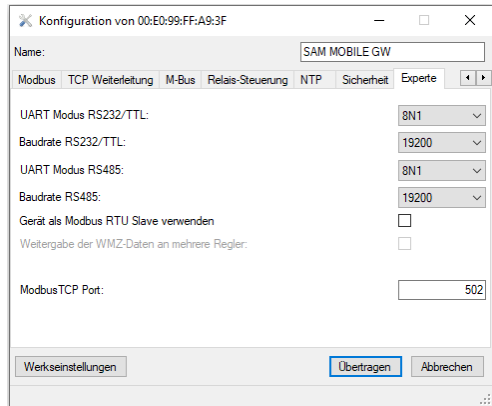 Konfiguration von 00:E0:99:FF:A9:3F
Name: SAM MOBILE GW
Modbus TCP Weiterleitung M-Bus Relais-Steuerung NTP Sicherheit Experte
UART Modus RS232/TTL: 8N1
Baudrate RS232/TTL: 19200
UART Modus RS485: 8N1
Baudrate RS485: 19200
Gerät als Modbus RTU Slave verwenden
Weitergabe der WMZ-Daten an mehrere Regler:
ModbusTCP Port: 502
Werkseinstellungen Übertragen Abbrechen